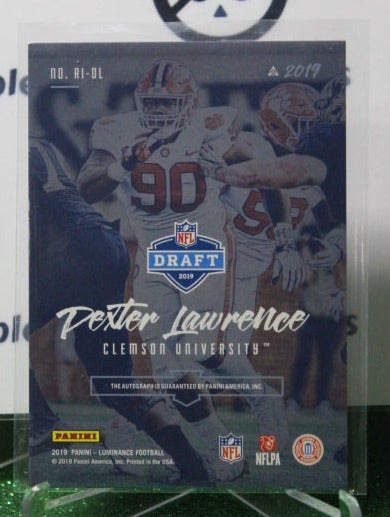 NO. RI-DL
2019
90
NFL
DRAFT
2019
Dexter Lawrence
CLEMSON UNIVERSITY™
THE AUTOGRAPH IS GUARANTEED BY PANINI AMERICA, INC.
PANINI
2019 PANINI – LUMINANCE FOOTBALL
© 2019 Panini America, Inc. Printed in the USA.
NFL
NFLPA